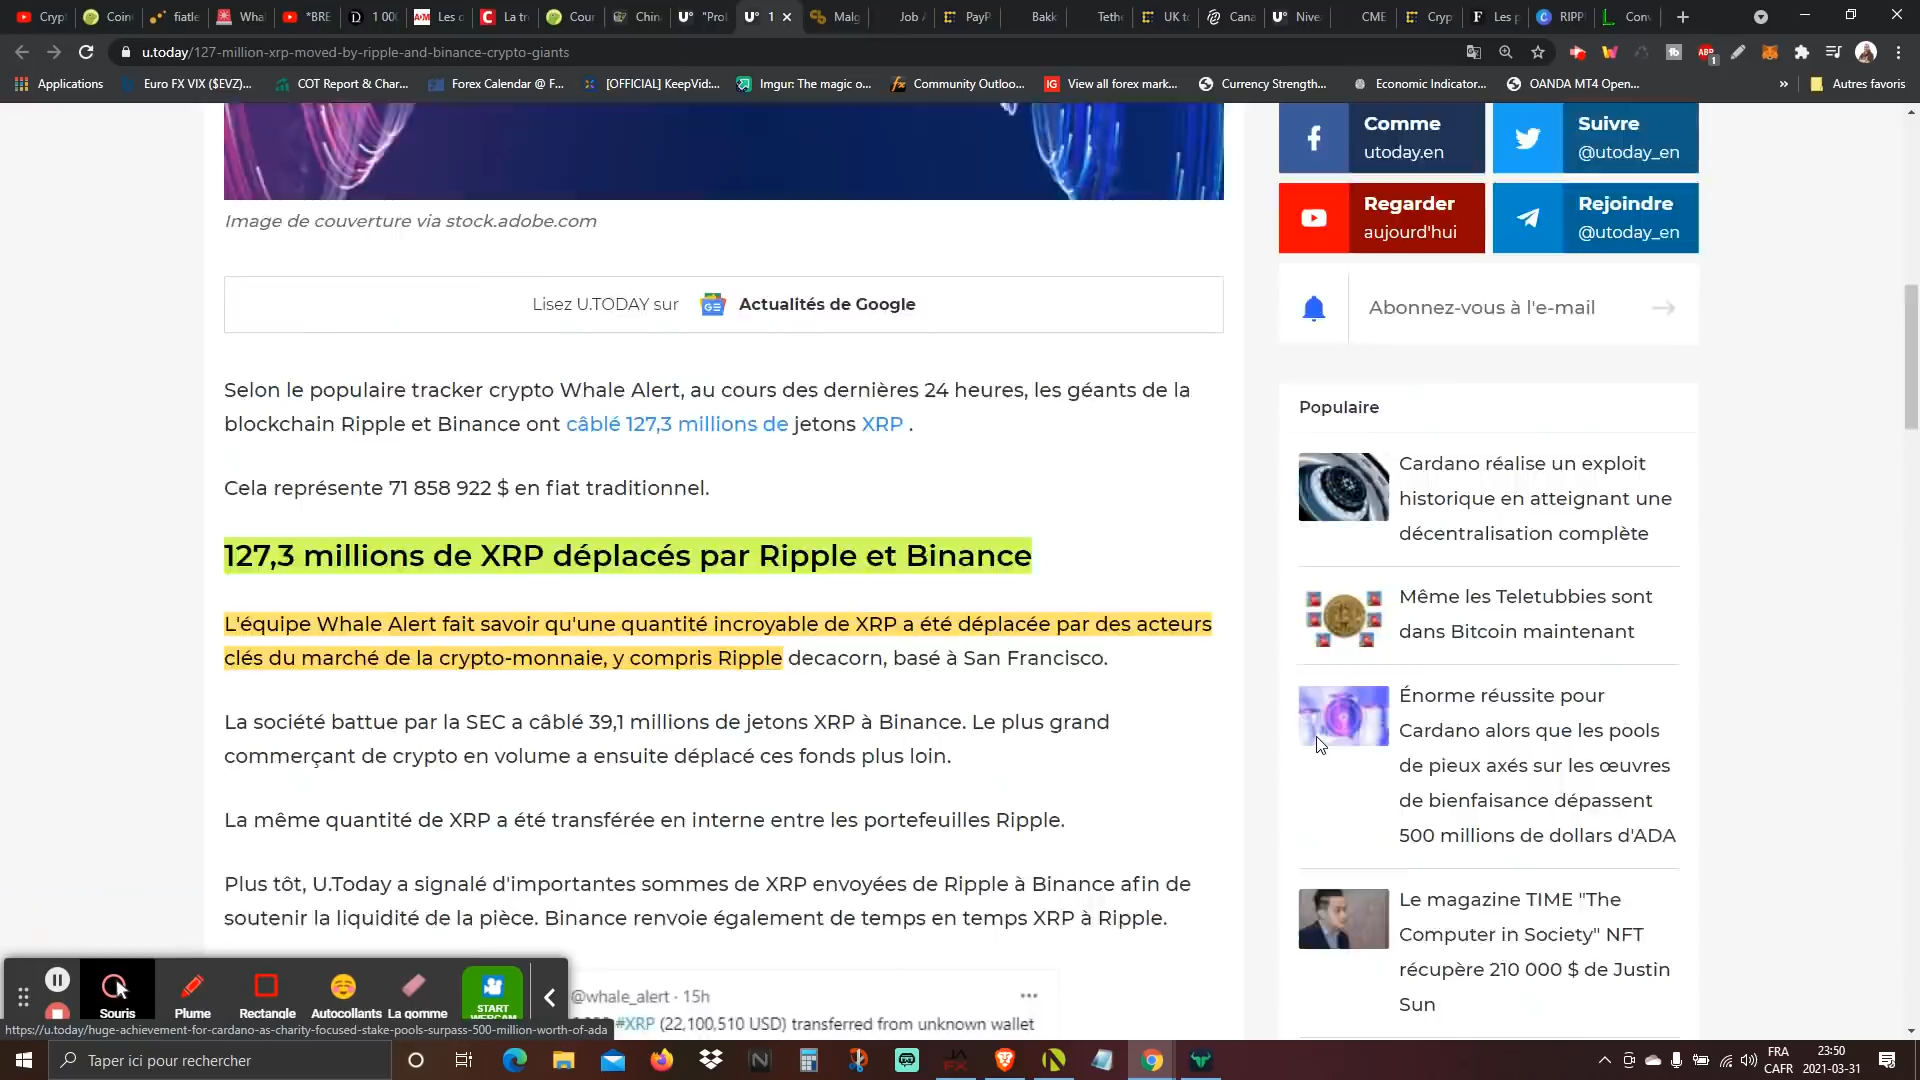 Crypt
Coin
fiatle
Whal
*BRE
1 000
Les c
La tr
Cour
Chin
"Prol
1
Malg
Job A
PayP
Bakk
Teth
UK t
Cana
Nive
CME
Cryp
Les p
RIPP
Conv
u.today/127-million-xrp-moved-by-ripple-and-binance-crypto-giants
Applications
Euro FX VIX ($EVZ)...
COT Report & Char...
Forex Calendar @ F...
[OFFICIAL] KeepVid:...
Imgur: The magic o...
Community Outloo...
View all forex mark...
Currency Strength...
Economic Indicator...
OANDA MT4 Open...
»
Autres favoris
Image de couverture via stock.adobe.com
Lisez U.TODAY sur
Actualités de Google
Selon le populaire tracker crypto Whale Alert, au cours des dernières 24 heures, les géants de la
blockchain Ripple et Binance ont câblé 127,3 millions de jetons XRP .
Cela représente 71 858 922 $ en fiat traditionnel.
127,3 millions de XRP déplacés par Ripple et Binance
L'équipe Whale Alert fait savoir qu'une quantité incroyable de XRP a été déplacée par des acteurs
clés du marché de la crypto-monnaie, y compris Ripple decacorn, basé à San Francisco.
La société battue par la SEC a câblé 39,1 millions de jetons XRP à Binance. Le plus grand
commerçant de crypto en volume a ensuite déplacé ces fonds plus loin.
La même quantité de XRP a été transférée en interne entre les portefeuilles Ripple.
Plus tôt, U.Today a signalé d'importantes sommes de XRP envoyées de Ripple à Binance afin de
soutenir la liquidité de la pièce. Binance renvoie également de temps en temps XRP à Ripple.
@whale_alert · 15h
#XRP (22,100,510 USD) transferred from unknown wallet
Comme
utoday.en
Suivre
@utoday_en
Regarder
aujourd'hui
Rejoindre
@utoday_en
Abonnez-vous à l'e-mail
Populaire
Cardano réalise un exploit
historique en atteignant une
décentralisation complète
Même les Teletubbies sont
dans Bitcoin maintenant
Énorme réussite pour
Cardano alors que les pools
de pieux axés sur les œuvres
de bienfaisance dépassent
500 millions de dollars d'ADA
Le magazine TIME "The
Computer in Society" NFT
récupère 210 000 $ de Justin
Sun
Souris
Plume
Rectangle
Autocollants
La gomme
START
WEBCAM
https://u.today/huge-achievement-for-cardano-as-charity-focused-stake-pools-surpass-500-million-worth-of-ada
Taper ici pour rechercher
FRA
CAFR
23:50
2021-03-31